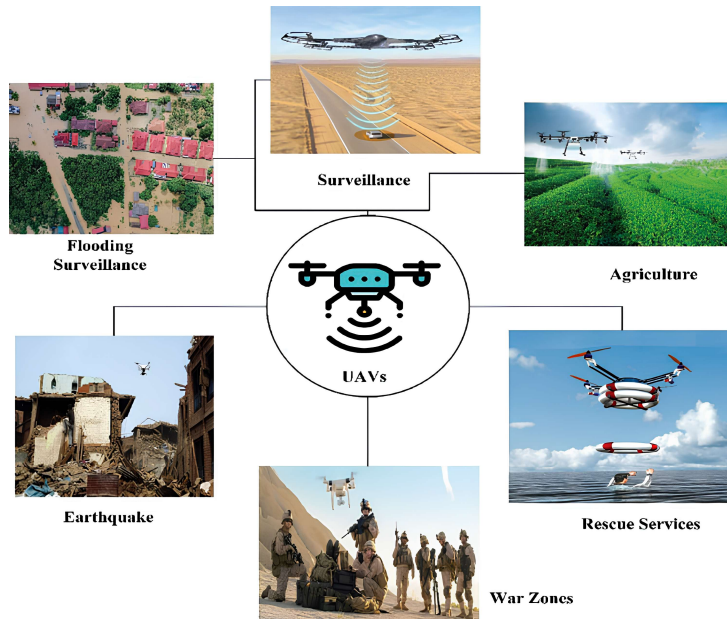 Surveillance
Flooding
Surveillance
Agriculture
UAVs
Earthquake
Rescue Services
War Zones